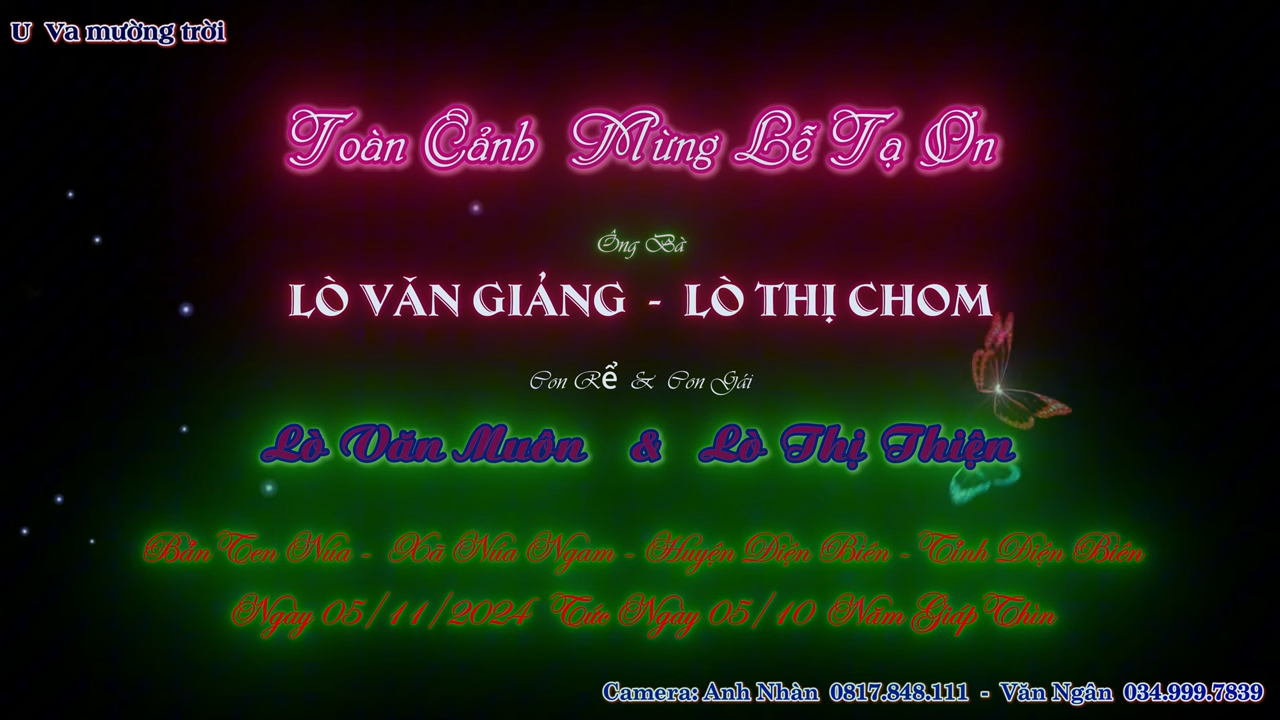 U Va mường trời
Toàn Cảnh Mừng Lễ Tạ Ơn
Ông Bà
LÒ VĂN GIẢNG - LÒ THỊ CHOM
Con Rể & Con Gái
Lò Văn Muôn & Lò Thị Thiện
Bản Ten Núa - Xã Núa Ngam - Huyện Điện Biên - Tỉnh Điện Biên
Ngày 05/11/2024 Tức Ngày 05/10 Năm Giáp Thìn
Camera: Anh Nhàn 0817.848.111 - Văn Ngân 034.999.7839